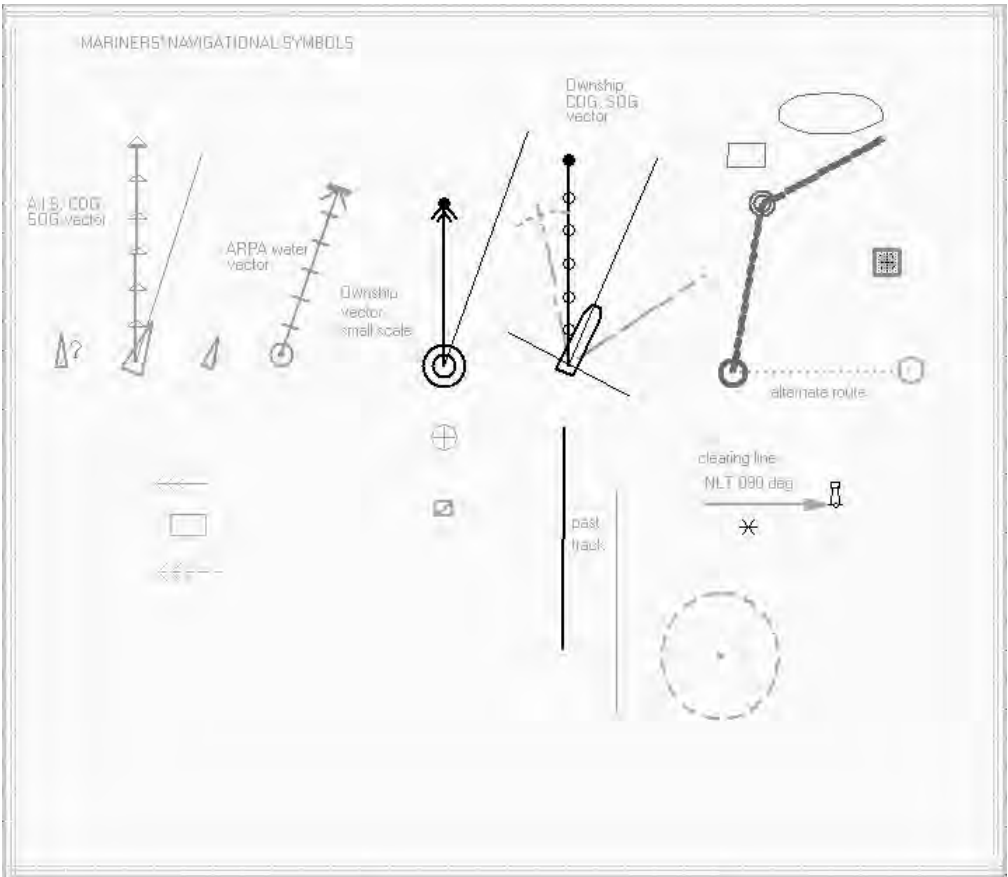 MARINERS' NAVIGATIONAL SYMBOLS
Ownship
COG, SOG
vector
A.I.S. COG,
SOG vector
ARPA water
vector
Ownship
vector
small scale
?
alternate route
clearing line
NLT 090 deg
past
track